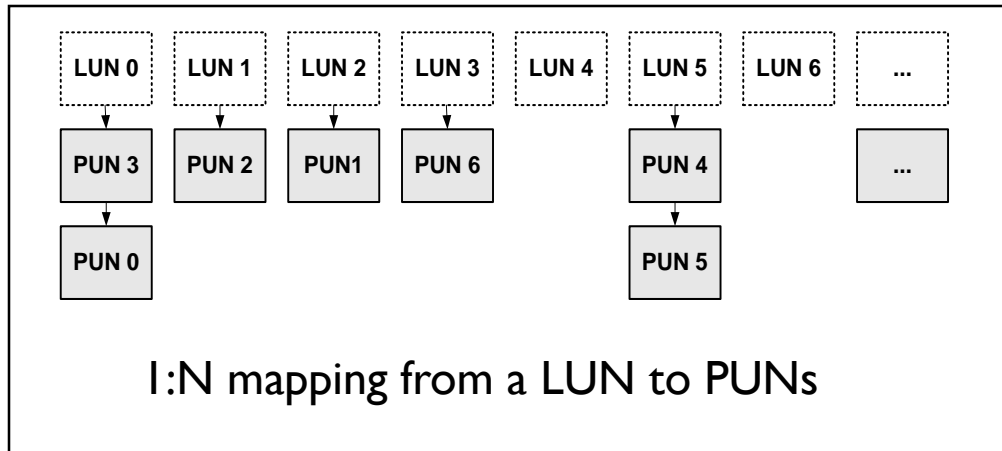 LUN 0 LUN 1 LUN 2 LUN 3 LUN 4 LUN 5 LUN 6 ...
PUN 3 PUN 2 PUN1 PUN 6 PUN 4 ...
PUN 0 PUN 5
1:N mapping from a LUN to PUNs